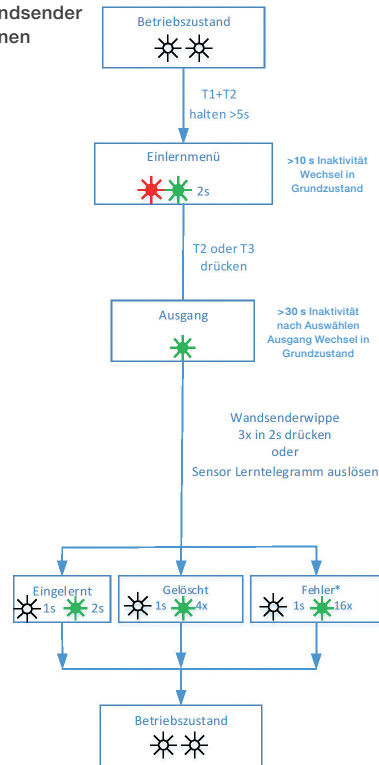 ndsender
nen
Betriebszustand
T1+T2
halten >5s
Einlernmenü
2s
>10 s Inaktivität
Wechsel in
Grundzustand
T2 oder T3
drücken
Ausgang
>30 s Inaktivität
nach Auswählen
Ausgang Wechsel in
Grundzustand
Wandsenderwippe
3x in 2s drücken
oder
Sensor Lerntelegramm auslösen
Eingelernt
1s 2s
Gelöscht
1s 4x
Fehler*
1s 16x
Betriebszustand